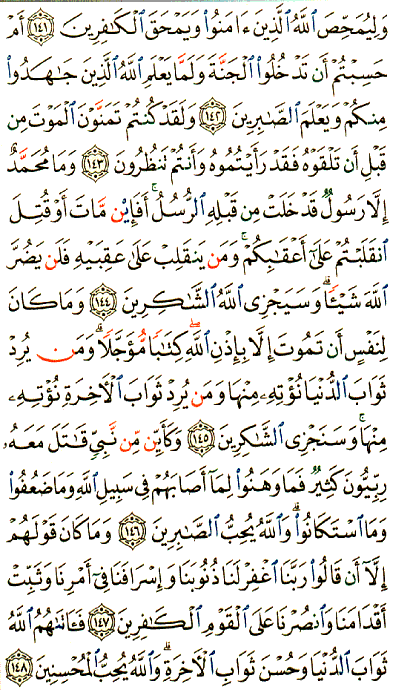 وَلِيُمَحِّصَ ٱللَّهُ ٱلَّذِينَ ءَامَنُوا۟ وَيَمْحَقَ ٱلْكَـٰفِرِينَ ١٤١ أَمْ
حَسِبْتُمْ أَن تَدْخُلُوا۟ ٱلْجَنَّةَ وَلَمَّا يَعْلَمِ ٱللَّهُ ٱلَّذِينَ جَـٰهَدُوا۟
مِنكُمْ وَيَعْلَمَ ٱلصَّـٰبِرِينَ ١٤٢ وَلَقَدْ كُنتُمْ تَمَنَّوْنَ ٱلْمَوْتَ مِن
قَبْلِ أَن تَلْقَوْهُ فَقَدْ رَأَيْتُمُوهُ وَأَنتُمْ تَنظُرُونَ ١٤٣ وَمَا مُحَمَّدٌ
إِلَّا رَسُولٌ قَدْ خَلَتْ مِن قَبْلِهِ ٱلرُّسُلُ ۚ أَفَإِي۟ن مَّاتَ أَوْ قُتِلَ
ٱنقَلَبْتُمْ عَلَىٰٓ أَعْقَـٰبِكُمْ ۚ وَمَن يَنقَلِبْ عَلَىٰ عَقِبَيْهِ فَلَن يَضُرَّ
ٱللَّهَ شَيْـًٔا ۗ وَسَيَجْزِى ٱللَّهُ ٱلشَّـٰكِرِينَ ١٤٤ وَمَا كَانَ
لِنَفْسٍ أَن تَمُوتَ إِلَّا بِإِذْنِ ٱللَّهِ كِتَـٰبًا مُّؤَجَّلًا ۗ وَمَن يُرِدْ
ثَوَابَ ٱلدُّنْيَا نُؤْتِهِۦ مِنْهَا وَمَن يُرِدْ ثَوَابَ ٱلْـَٔاخِرَةِ نُؤْتِهِۦ
مِنْهَا ۚ وَسَنَجْزِى ٱلشَّـٰكِرِينَ ١٤٥ وَكَأَيِّن مِّن نَّبِىٍّ قَـٰتَلَ مَعَهُۥ
رِبِّيُّونَ كَثِيرٌ فَمَا وَهَنُوا۟ لِمَآ أَصَابَهُمْ فِى سَبِيلِ ٱللَّهِ وَمَا ضَعُفُوا۟
وَمَا ٱسْتَكَانُوا۟ ۗ وَٱللَّهُ يُحِبُّ ٱلصَّـٰبِرِينَ ١٤٦ وَمَا كَانَ قَوْلَهُمْ
إِلَّآ أَن قَالُوا۟ رَبَّنَا ٱغْفِرْ لَنَا ذُنُوبَنَا وَإِسْرَافَنَا فِىٓ أَمْرِنَا وَثَبِّتْ
أَقْدَامَنَا وَٱنصُرْنَا عَلَى ٱلْقَوْمِ ٱلْكَـٰفِرِينَ ١٤٧ فَـَٔاتَىٰهُمُ ٱللَّهُ
ثَوَابَ ٱلدُّنْيَا وَحُسْنَ ثَوَابِ ٱلْـَٔاخِرَةِ ۗ وَٱللَّهُ يُحِبُّ ٱلْمُحْسِنِينَ ١٤٨